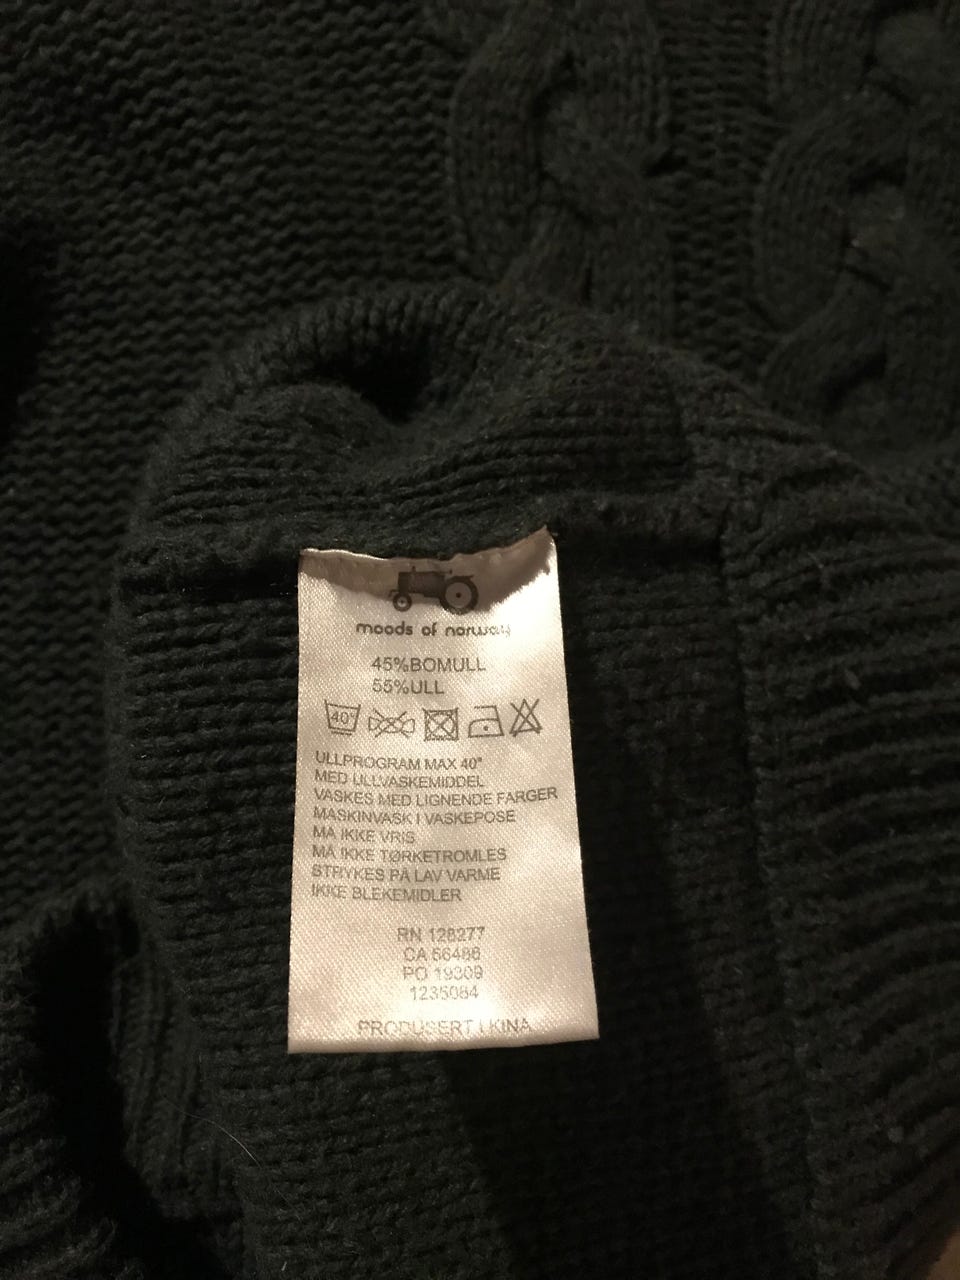 moods of norway
45%BOMULL
55%ULL
40°
ULLPROGRAM MAX 40°
MED ULLVASKEMIDDEL
VASKES MED LIGNENDE FARGER
MASKINVASK I VASKEPOSE
MÅ IKKE VRIS
MÅ IKKE TØRKETROMLES
STRYKES PÅ LAV VARME
IKKE BLEKEMIDLER
RN 128277
CA 56486
PO 19309
1235084
PRODUSERT I KINA